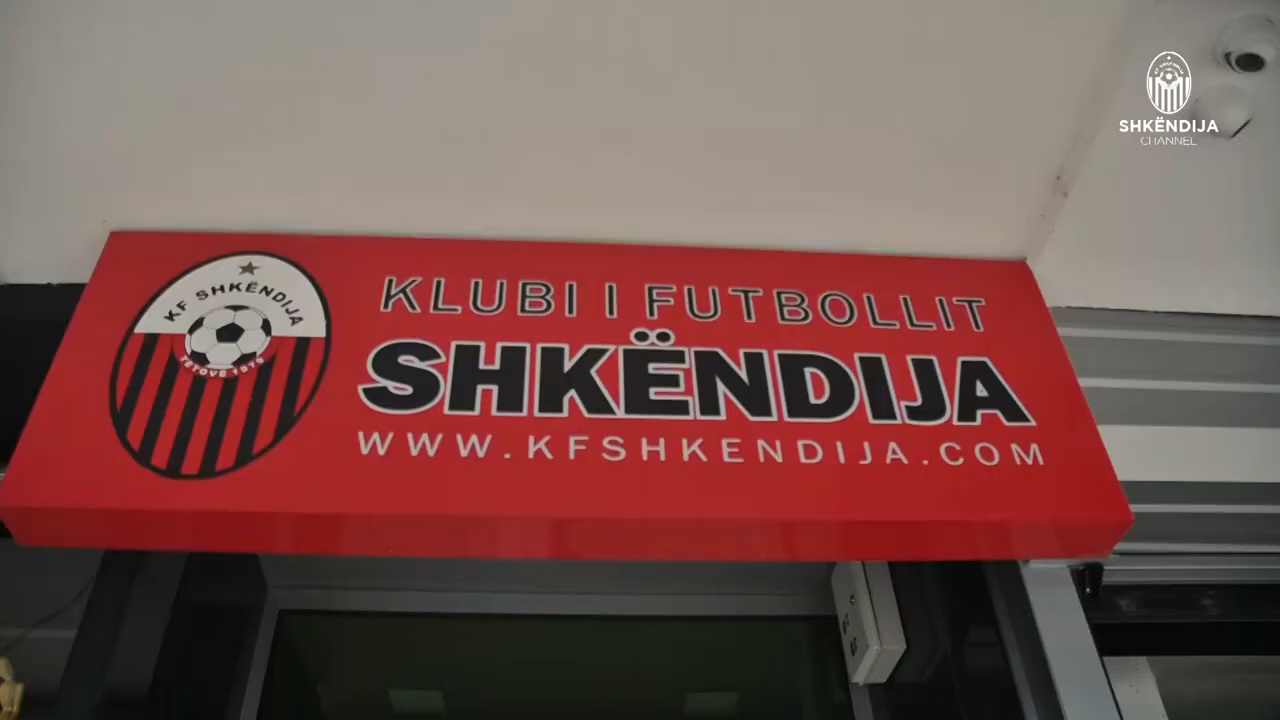 SHKËNDIJA
CHANNEL
KF SHKËNDIJA
TETOVË 1979
KLUBI I FUTBOLLIT
SHKËNDIJA
WWW.KFSHKENDIJA.COM